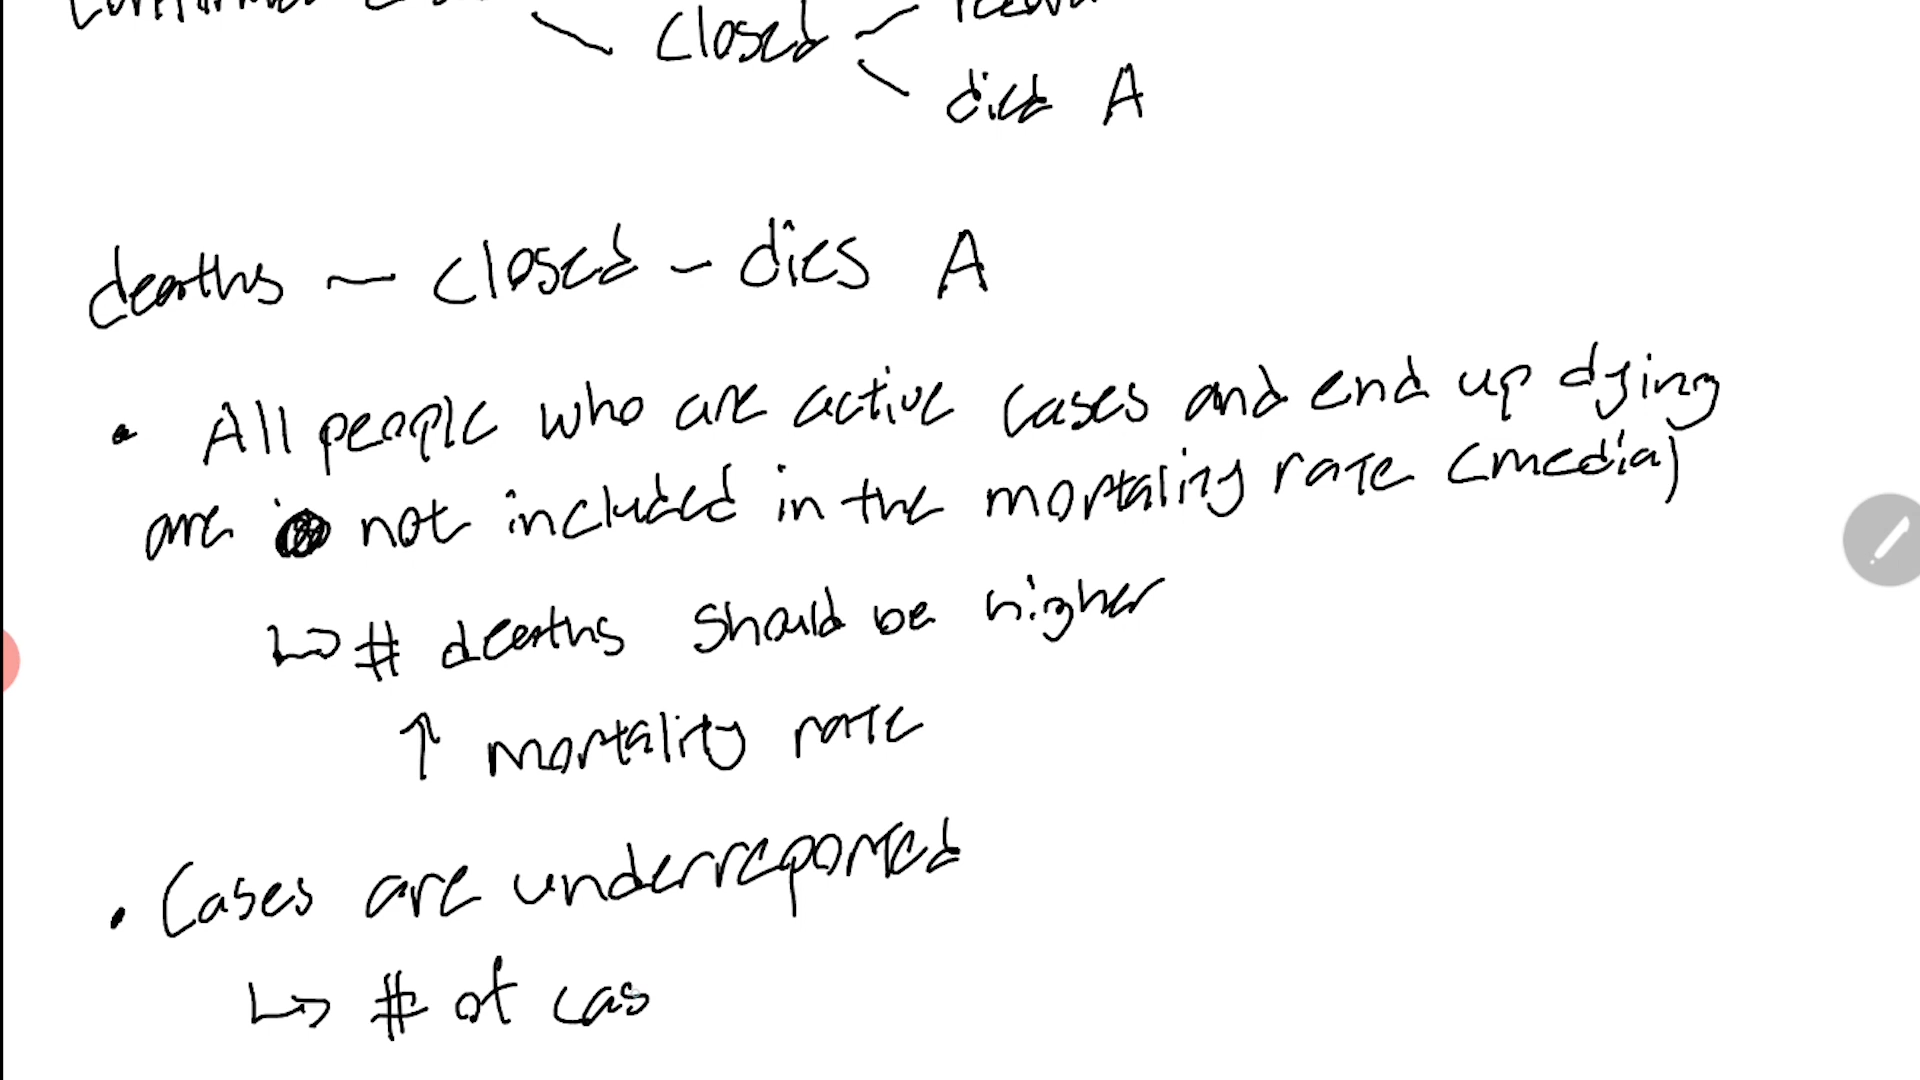 closed
died A
deaths - closed - dies A
• All people who are active cases and end up dying
are not included in the mortality rate (media)
↳ # deaths should be higher
↑ mortality rate
• Cases are underreported
↳ # of cas